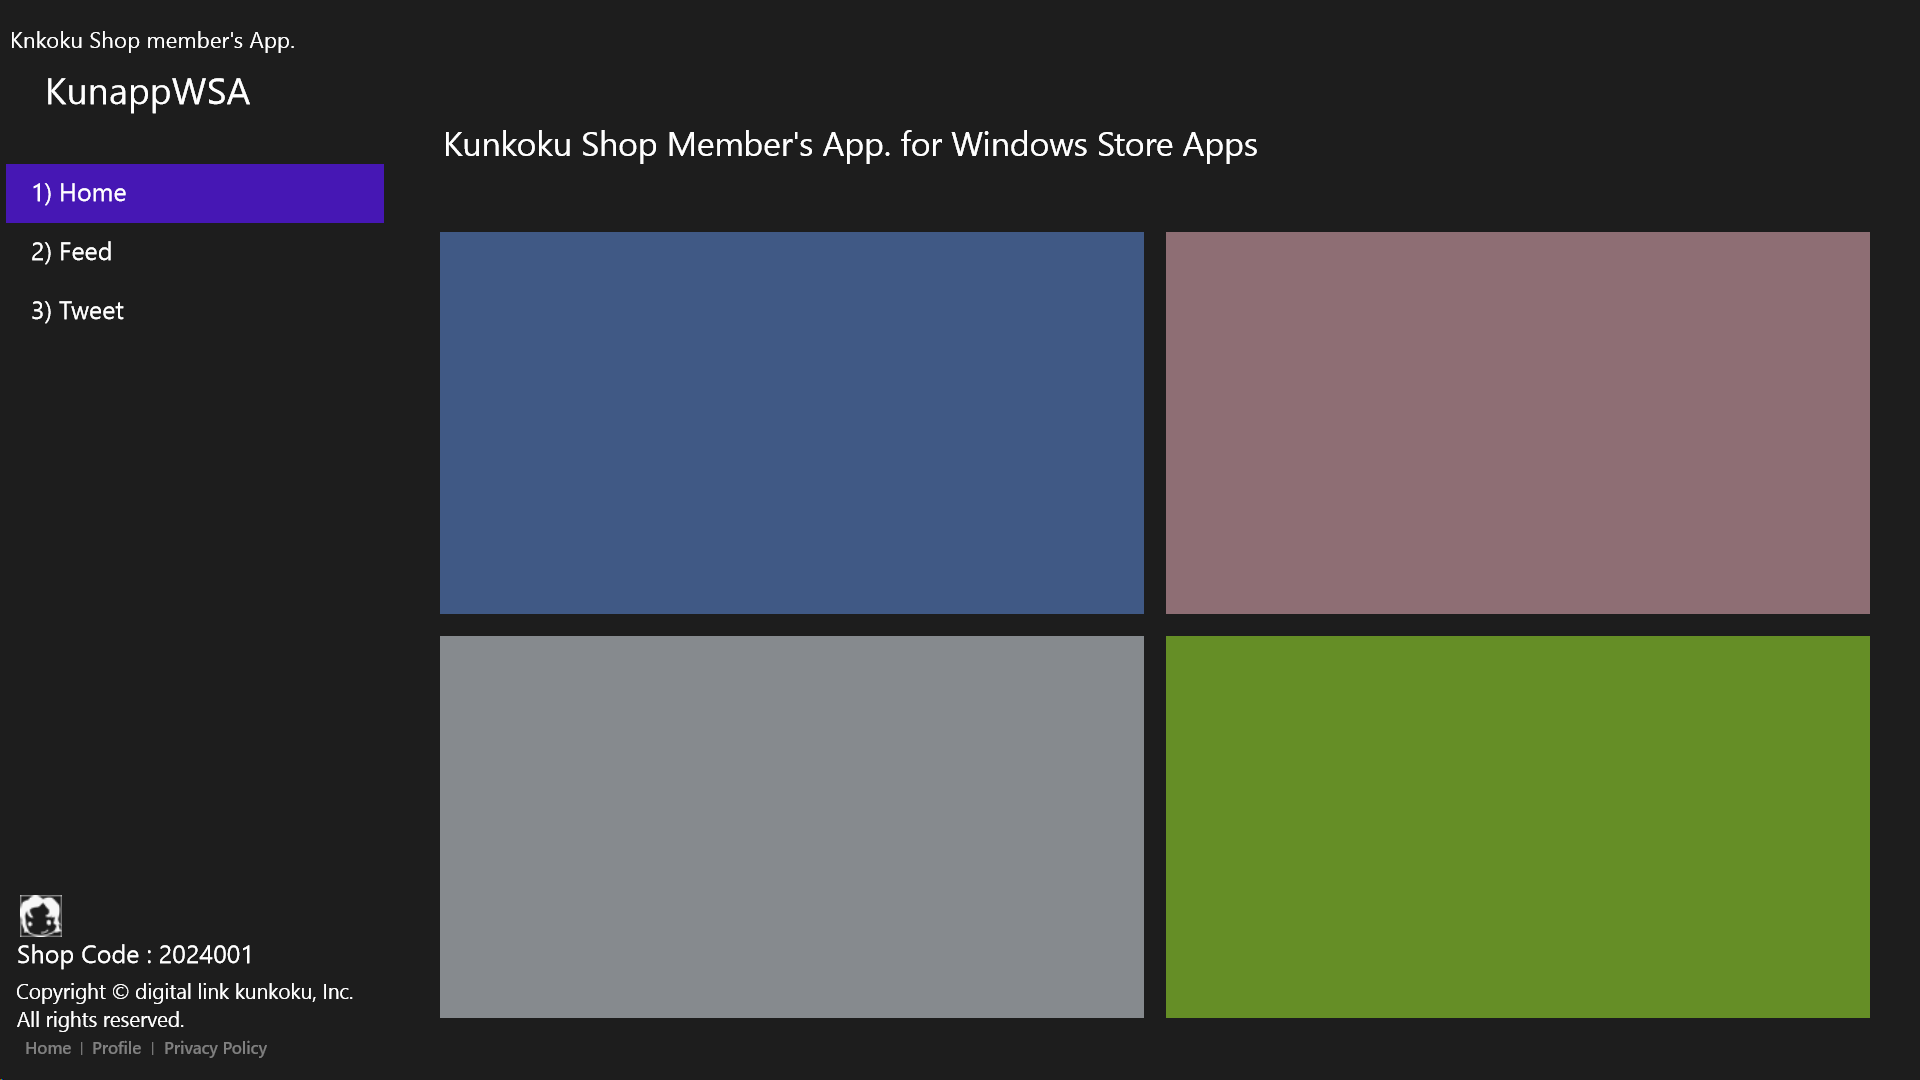 Knkoku Shop member's App.
KunappWSA
1) Home
2) Feed
3) Tweet
Kunkoku Shop Member's App. for Windows Store Apps
Shop Code : 2024001
Copyright © digital link kunkoku, Inc.
All rights reserved.
Home | Profile | Privacy Policy